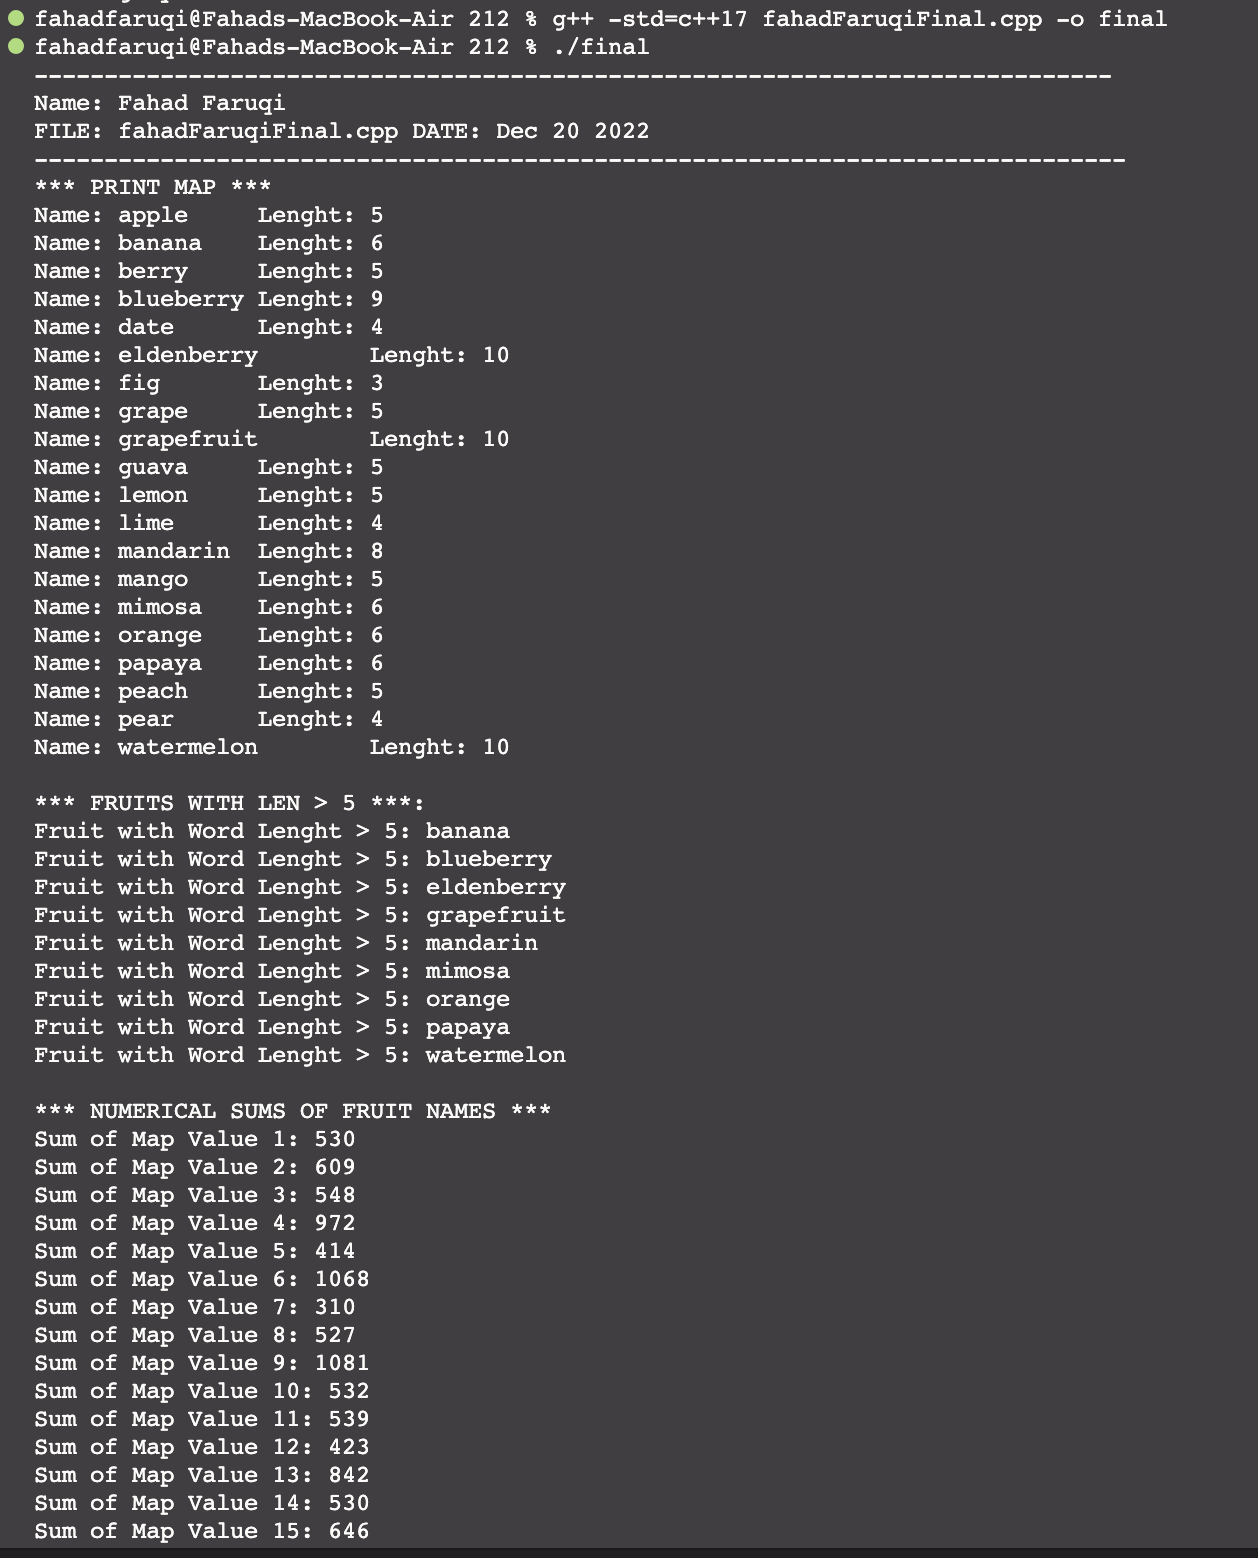 fahadfaruqi@Fahads-MacBook-Air 212 % g++ -std=c++17 fahadFaruqiFinal.cpp -o final
fahadfaruqi@Fahads-MacBook-Air 212 % ./final
-----------------------------------------------------------------------------
Name: Fahad Faruqi
FILE: fahadFaruqiFinal.cpp DATE: Dec 20 2022
------------------------------------------------------------------------------
*** PRINT MAP ***
Name: apple     Lenght: 5
Name: banana    Lenght: 6
Name: berry     Lenght: 5
Name: blueberry Lenght: 9
Name: date      Lenght: 4
Name: eldenberry        Lenght: 10
Name: fig       Lenght: 3
Name: grape     Lenght: 5
Name: grapefruit        Lenght: 10
Name: guava     Lenght: 5
Name: lemon     Lenght: 5
Name: lime      Lenght: 4
Name: mandarin  Lenght: 8
Name: mango     Lenght: 5
Name: mimosa    Lenght: 6
Name: orange    Lenght: 6
Name: papaya    Lenght: 6
Name: peach     Lenght: 5
Name: pear      Lenght: 4
Name: watermelon        Lenght: 10
*** FRUITS WITH LEN > 5 ***:
Fruit with Word Lenght > 5: banana
Fruit with Word Lenght > 5: blueberry
Fruit with Word Lenght > 5: eldenberry
Fruit with Word Lenght > 5: grapefruit
Fruit with Word Lenght > 5: mandarin
Fruit with Word Lenght > 5: mimosa
Fruit with Word Lenght > 5: orange
Fruit with Word Lenght > 5: papaya
Fruit with Word Lenght > 5: watermelon
*** NUMERICAL SUMS OF FRUIT NAMES ***
Sum of Map Value 1: 530
Sum of Map Value 2: 609
Sum of Map Value 3: 548
Sum of Map Value 4: 972
Sum of Map Value 5: 414
Sum of Map Value 6: 1068
Sum of Map Value 7: 310
Sum of Map Value 8: 527
Sum of Map Value 9: 1081
Sum of Map Value 10: 532
Sum of Map Value 11: 539
Sum of Map Value 12: 423
Sum of Map Value 13: 842
Sum of Map Value 14: 530
Sum of Map Value 15: 646